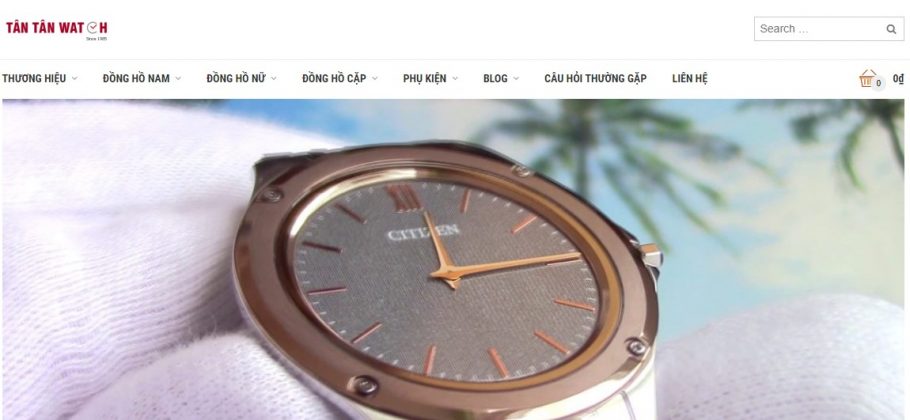 TÂN TÂN WATCH
Since 1985
Search ...
THƯƠNG HIỆU
ĐỒNG HỒ NAM
ĐỒNG HỒ NỮ
ĐỒNG HỒ CẶP
PHỤ KIỆN
BLOG
CÂU HỎI THƯỜNG GẶP
LIÊN HỆ
0
0₫
CITIZEN